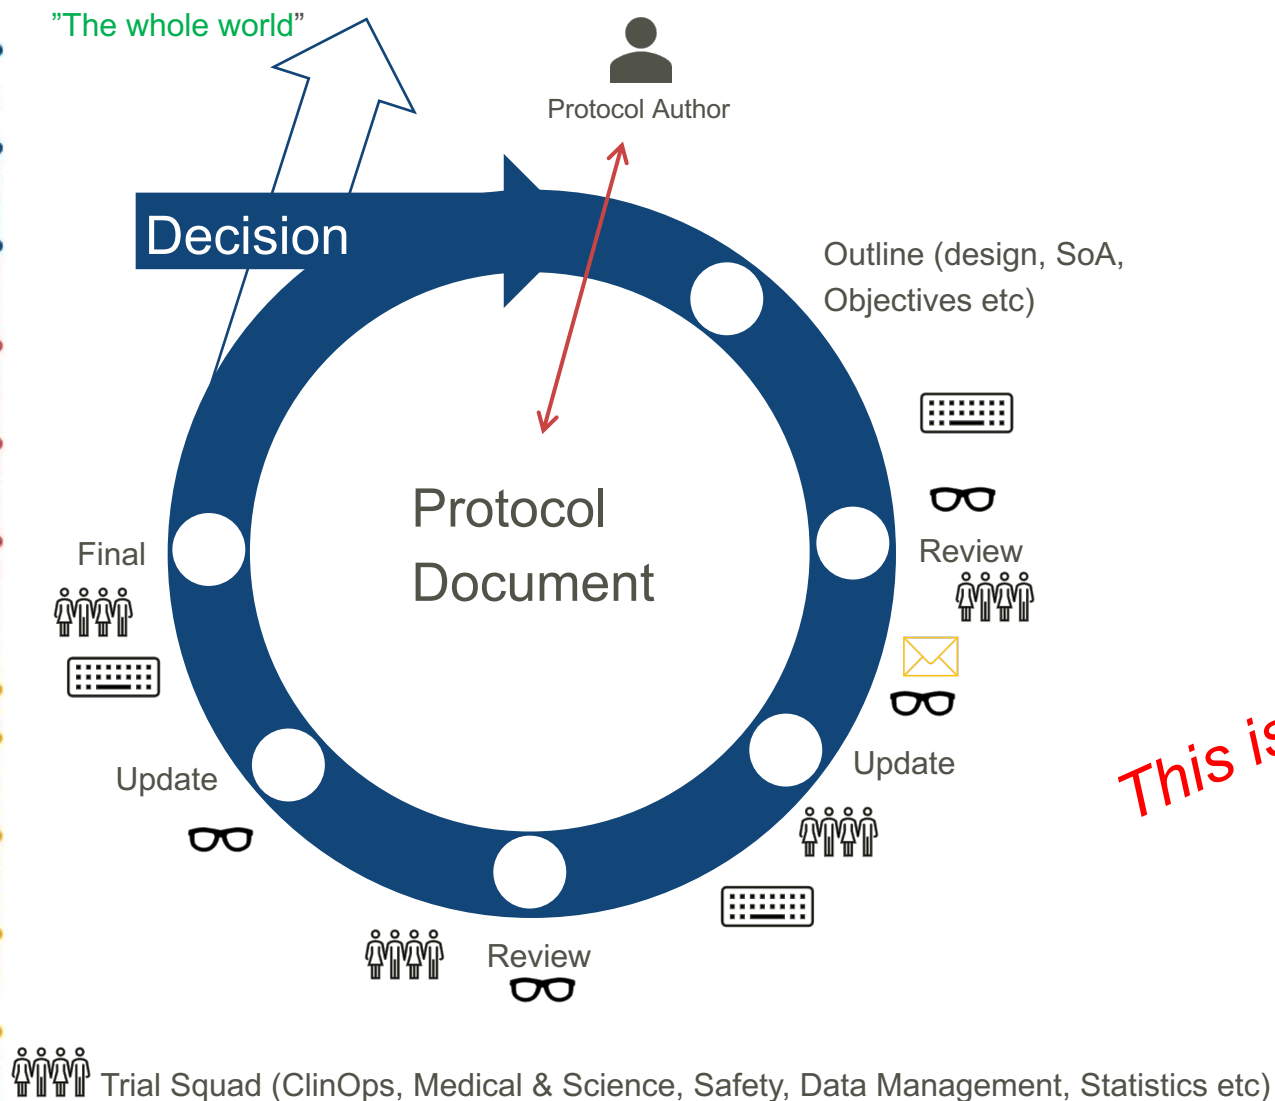 ”The whole world”
Protocol Author
Decision
Outline (design, SoA,
Objectives etc)
Protocol
Document
Review
Final
Update
Update
Review
This is
Trial Squad (ClinOps, Medical & Science, Safety, Data Management, Statistics etc)